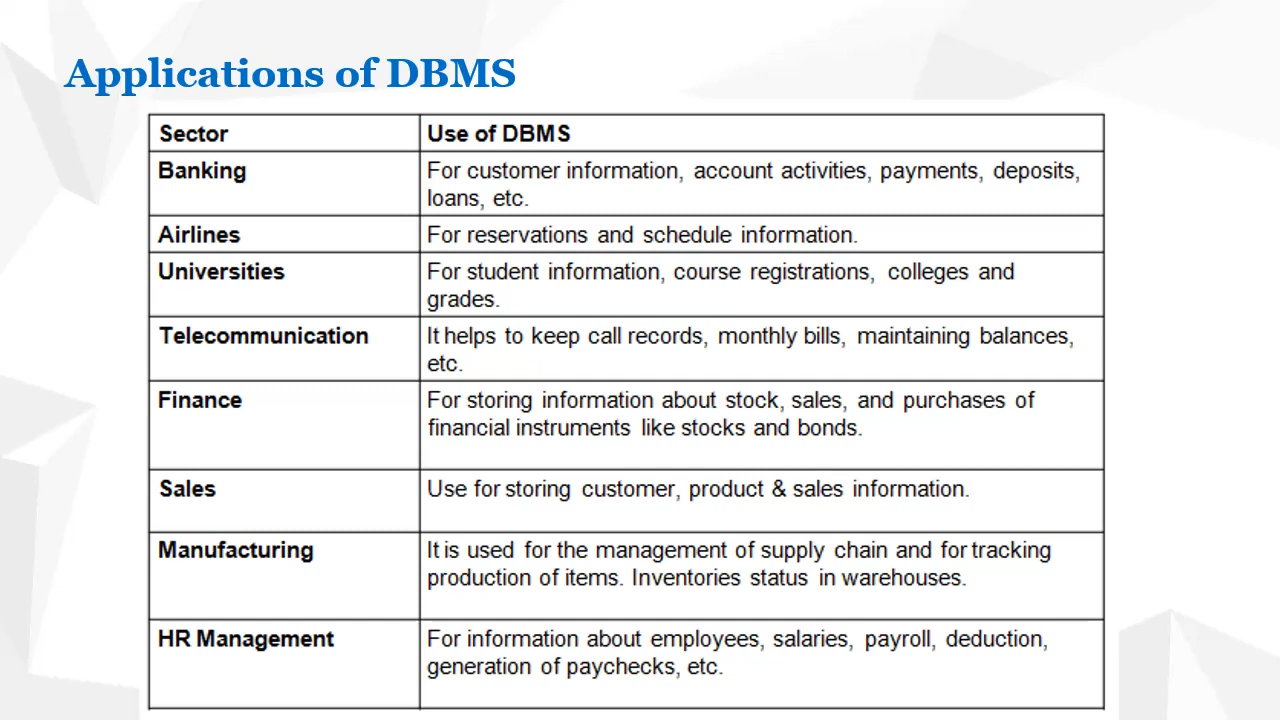 Applications of DBMS
Sector Use of DBMS
Banking For customer information, account activities, payments, deposits,
loans, etc.
Airlines For reservations and schedule information.
Universities For student information, course registrations, colleges and
grades.
Telecommunication It helps to keep call records, monthly bills, maintaining balances,
etc.
Finance For storing information about stock, sales, and purchases of
financial instruments like stocks and bonds.
Sales Use for storing customer, product & sales information.
Manufacturing It is used for the management of supply chain and for tracking
production of items. Inventories status in warehouses.
HR Management For information about employees, salaries, payroll, deduction,
generation of paychecks, etc.